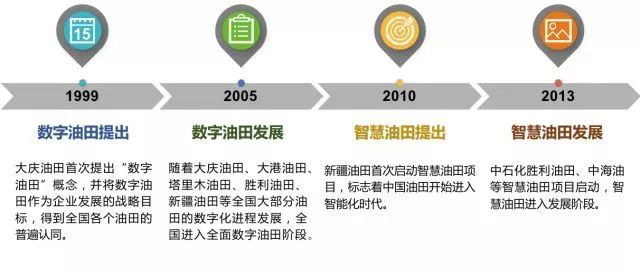 15
1999
2005
2010
2013
数字油田提出
数字油田发展
智慧油田提出
智慧油田发展
大庆油田首次提出“数字
油田”概念，并将数字油
田作为企业发展的战略目
标，得到全国各个油田的
普遍认同。
随着大庆油田、大港油田、
塔里木油田、胜利油田、
新疆油田等全国大部分油
田的数字化进程发展，全
国进入全面数字油田阶段。
新疆油田首次启动智慧油田项
目，标志着中国油田开始进入
智能化时代。
中石化胜利油田、中海油
等智慧油田项目启动，智
慧油田进入发展阶段。